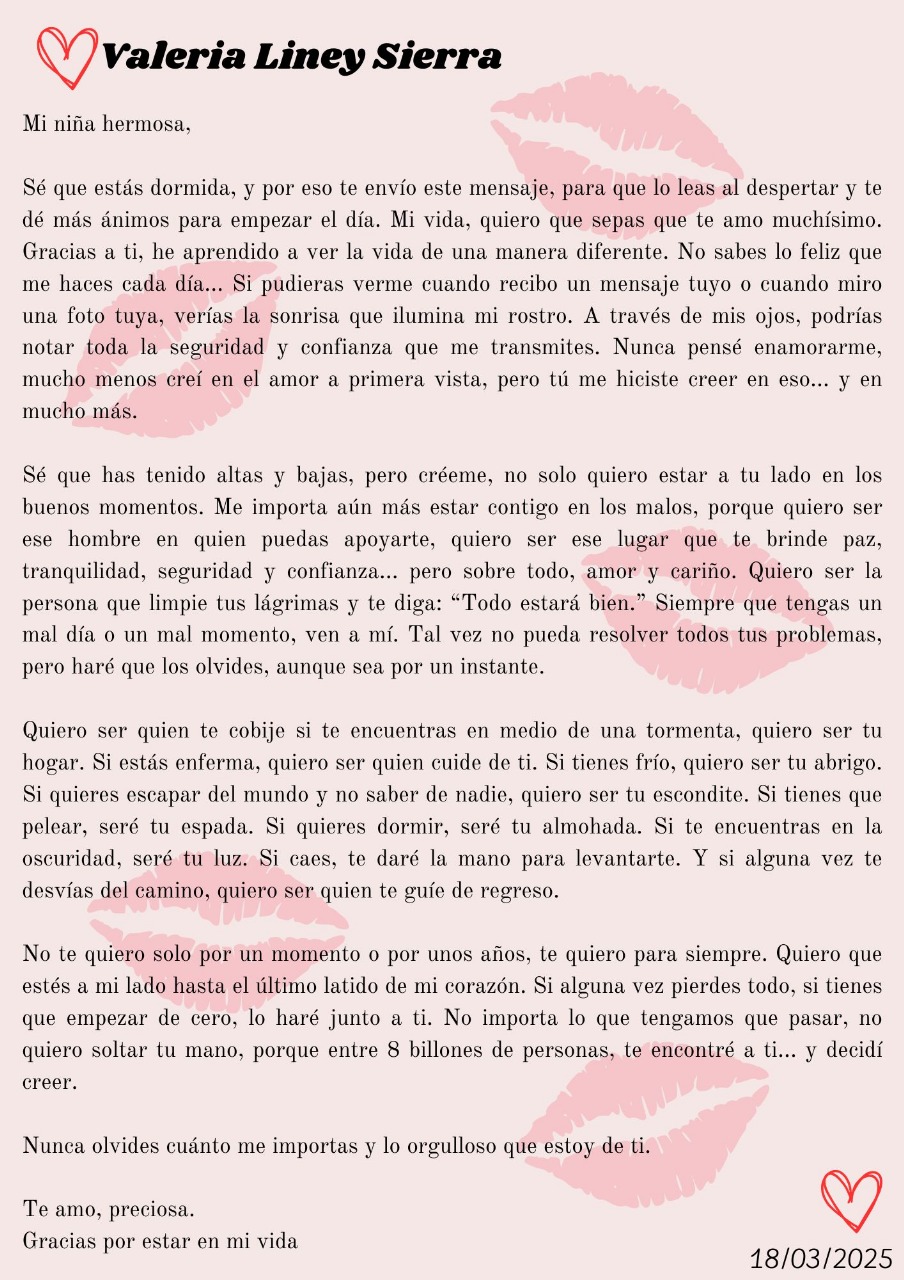 Valeria Liney Sierra
Mi niña hermosa,
Sé que estás dormida, y por eso te envío este mensaje, para que lo leas al despertar y te
dé más ánimos para empezar el día. Mi vida, quiero que sepas que te amo muchísimo.
Gracias a ti, he aprendido a ver la vida de una manera diferente. No sabes lo feliz que
me haces cada día... Si pudieras verme cuando recibo un mensaje tuyo o cuando miro
una foto tuya, verías la sonrisa que ilumina mi rostro. A través de mis ojos, podrías
notar toda la seguridad y confianza que me transmites. Nunca pensé enamorarme,
mucho menos creí en el amor a primera vista, pero tú me hiciste creer en eso... y en
mucho más.
Sé que has tenido altas y bajas, pero créeme, no solo quiero estar a tu lado en los
buenos momentos. Me importa aún más estar contigo en los malos, porque quiero ser
ese hombre en quien puedas apoyarte, quiero ser ese lugar que te brinde paz,
tranquilidad, seguridad y confianza... pero sobre todo, amor y cariño. Quiero ser la
persona que limpie tus lágrimas y te diga: “Todo estará bien.” Siempre que tengas un
mal día o un mal momento, ven a mí. Tal vez no pueda resolver todos tus problemas,
pero haré que los olvides, aunque sea por un instante.
Quiero ser quien te cobije si te encuentras en medio de una tormenta, quiero ser tu
hogar. Si estás enferma, quiero ser quien cuide de ti. Si tienes frío, quiero ser tu abrigo.
Si quieres escapar del mundo y no saber de nadie, quiero ser tu escondite. Si tienes que
pelear, seré tu espada. Si quieres dormir, seré tu almohada. Si te encuentras en la
oscuridad, seré tu luz. Si caes, te daré la mano para levantarte. Y si alguna vez te
desvías del camino, quiero ser quien te guíe de regreso.
No te quiero solo por un momento o por unos años, te quiero para siempre. Quiero que
estés a mi lado hasta el último latido de mi corazón. Si alguna vez pierdes todo, si tienes
que empezar de cero, lo haré junto a ti. No importa lo que tengamos que pasar, no
quiero soltar tu mano, porque entre 8 billones de personas, te encontré a ti... y decidí
creer.
Nunca olvides cuánto me importas y lo orgulloso que estoy de ti.
Te amo, preciosa.
Gracias por estar en mi vida
18/03/2025